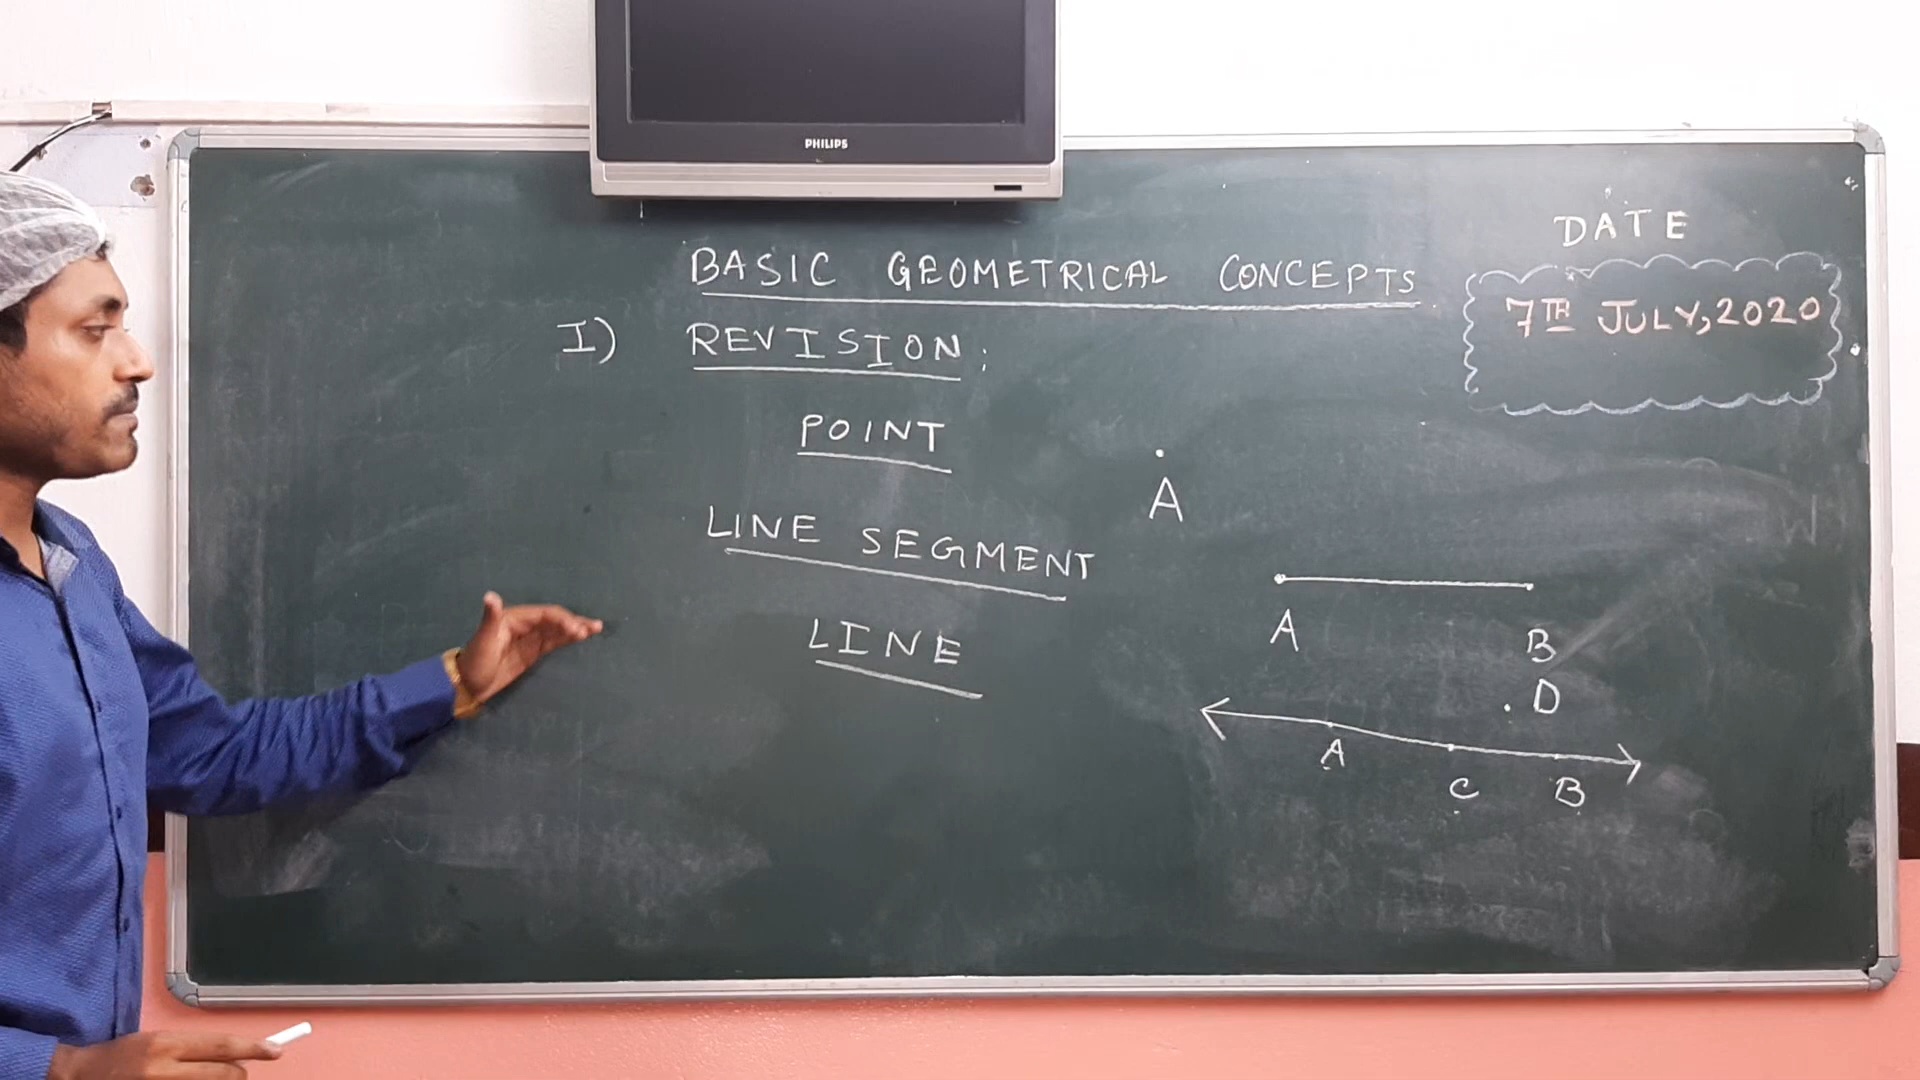 PHILIPS
DATE
7TH JULY, 2020
BASIC GEOMETRICAL CONCEPTS
I) REVISION:
POINT
A
LINE SEGMENT
A B
LINE
D
A C B